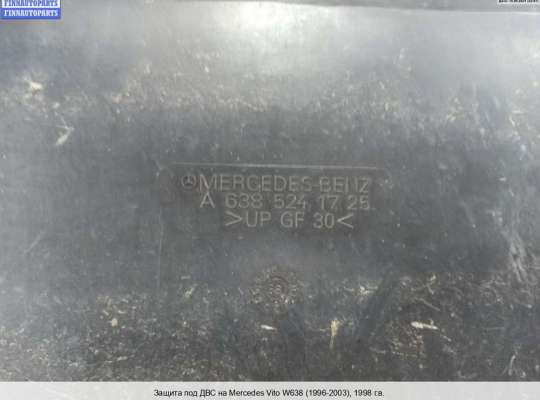 FINNAUTOPARTS
FINNAUTOPARTS
MERCEDES-BENZ
A 638 524 17 25
>UP GF 30<
Защита под ДВС на Mercedes Vito W638 (1996-2003), 1998 г.в.